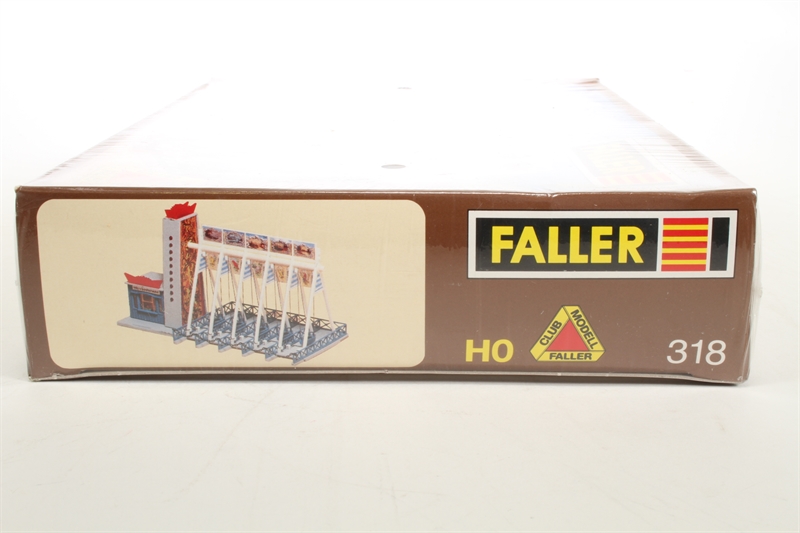 FALLER
H0
CLUB MODELL
FALLER
318